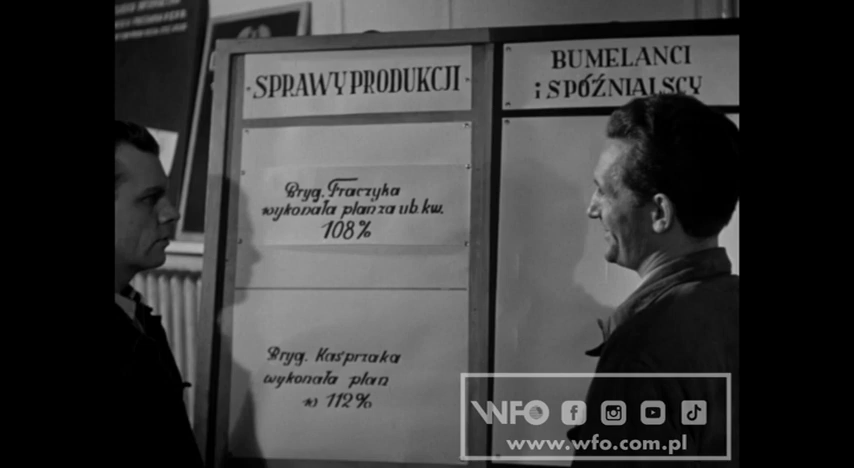 SPRAWY PRODUKCJI
Bryg. Fraczyka
wykonała plan za ub. kw.
108%
Bryg. Kasprzaka
wykonała plan
w 112%
BUMELANCI
i SPÓŹNIALSCY
WFO
www.wfo.com.pl